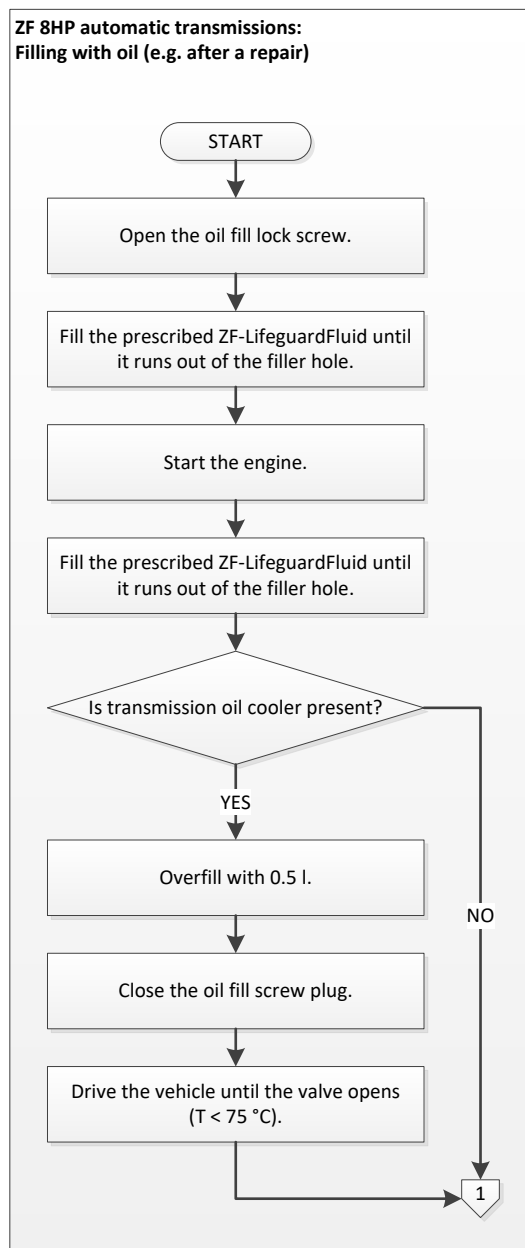 ZF 8HP automatic transmissions:
Filling with oil (e.g. after a repair)
START
Open the oil fill lock screw.
Fill the prescribed ZF-LifeguardFluid until
it runs out of the filler hole.
Start the engine.
Fill the prescribed ZF-LifeguardFluid until
it runs out of the filler hole.
Is transmission oil cooler present?
YES
Overfill with 0.5 l.
NO
Close the oil fill screw plug.
Drive the vehicle until the valve opens
(T < 75 °C).
1